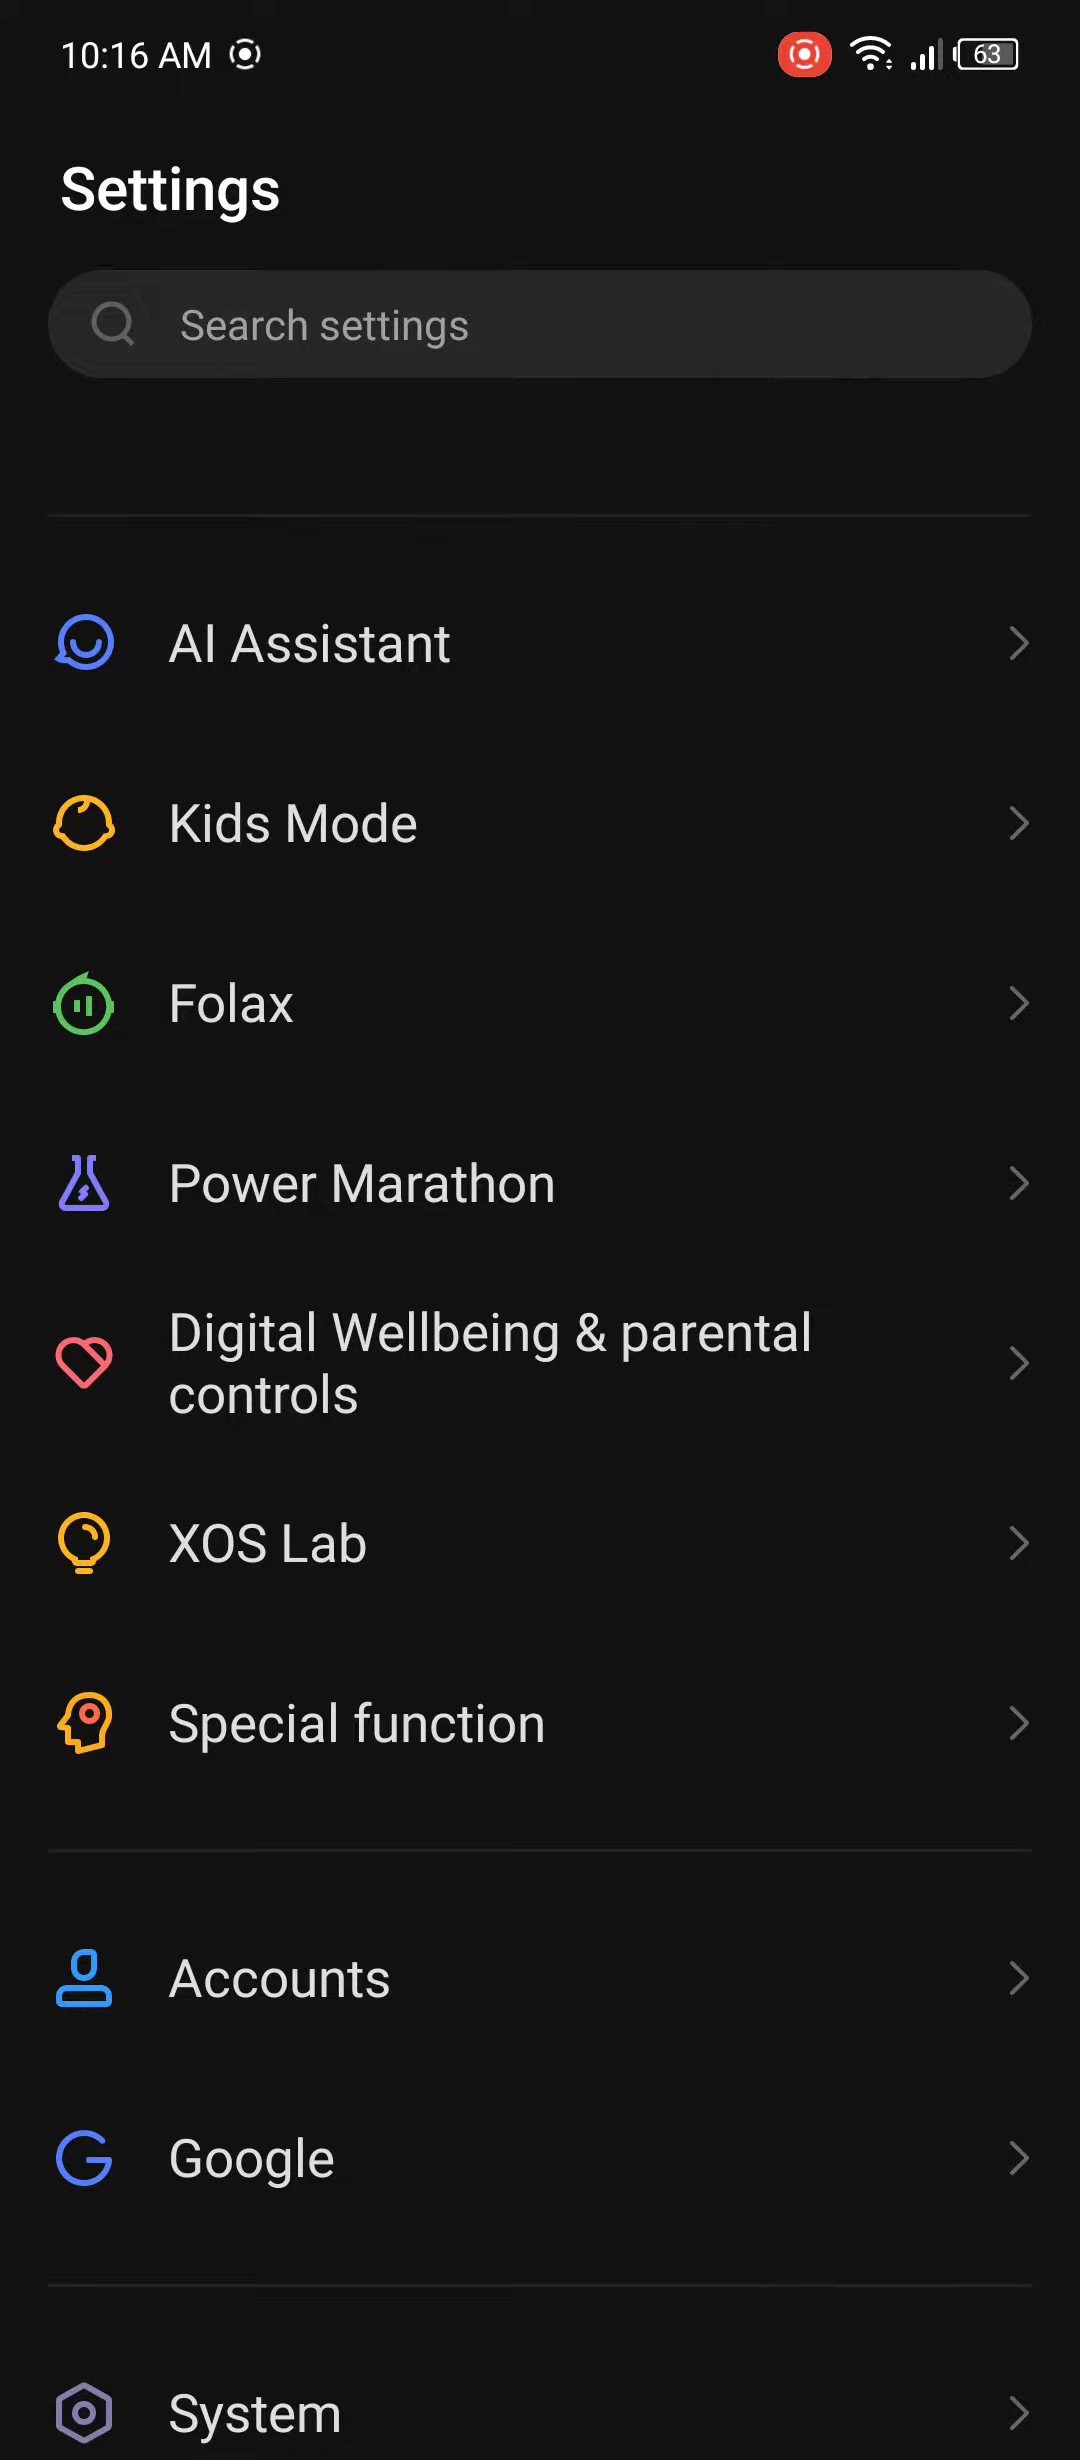 10:16 AM
63
Settings
Search settings
AI Assistant
Kids Mode
Folax
Power Marathon
Digital Wellbeing & parental
controls
XOS Lab
Special function
Accounts
Google
System